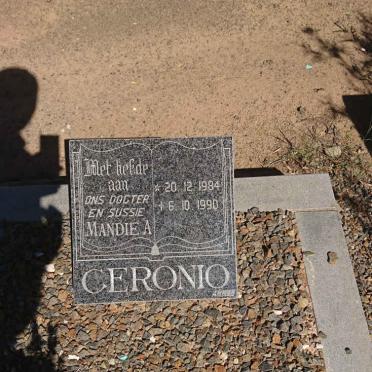 Met liefde
aan
ONS DOGTER
EN SUSSIE
MANDIE A
☆ 20. 12. 1984
✝ 6. 10. 1990
CERONIO